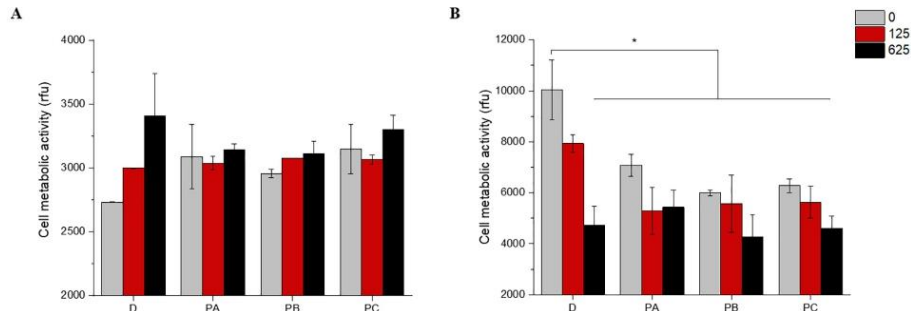 A
B
0
125
625
4000
3500
3000
2500
2000
Cell metabolic activity (rfu)
D PA PB PC
12000
10000
8000
6000
4000
2000
Cell metabolic activity (rfu)
*
D PA PB PC